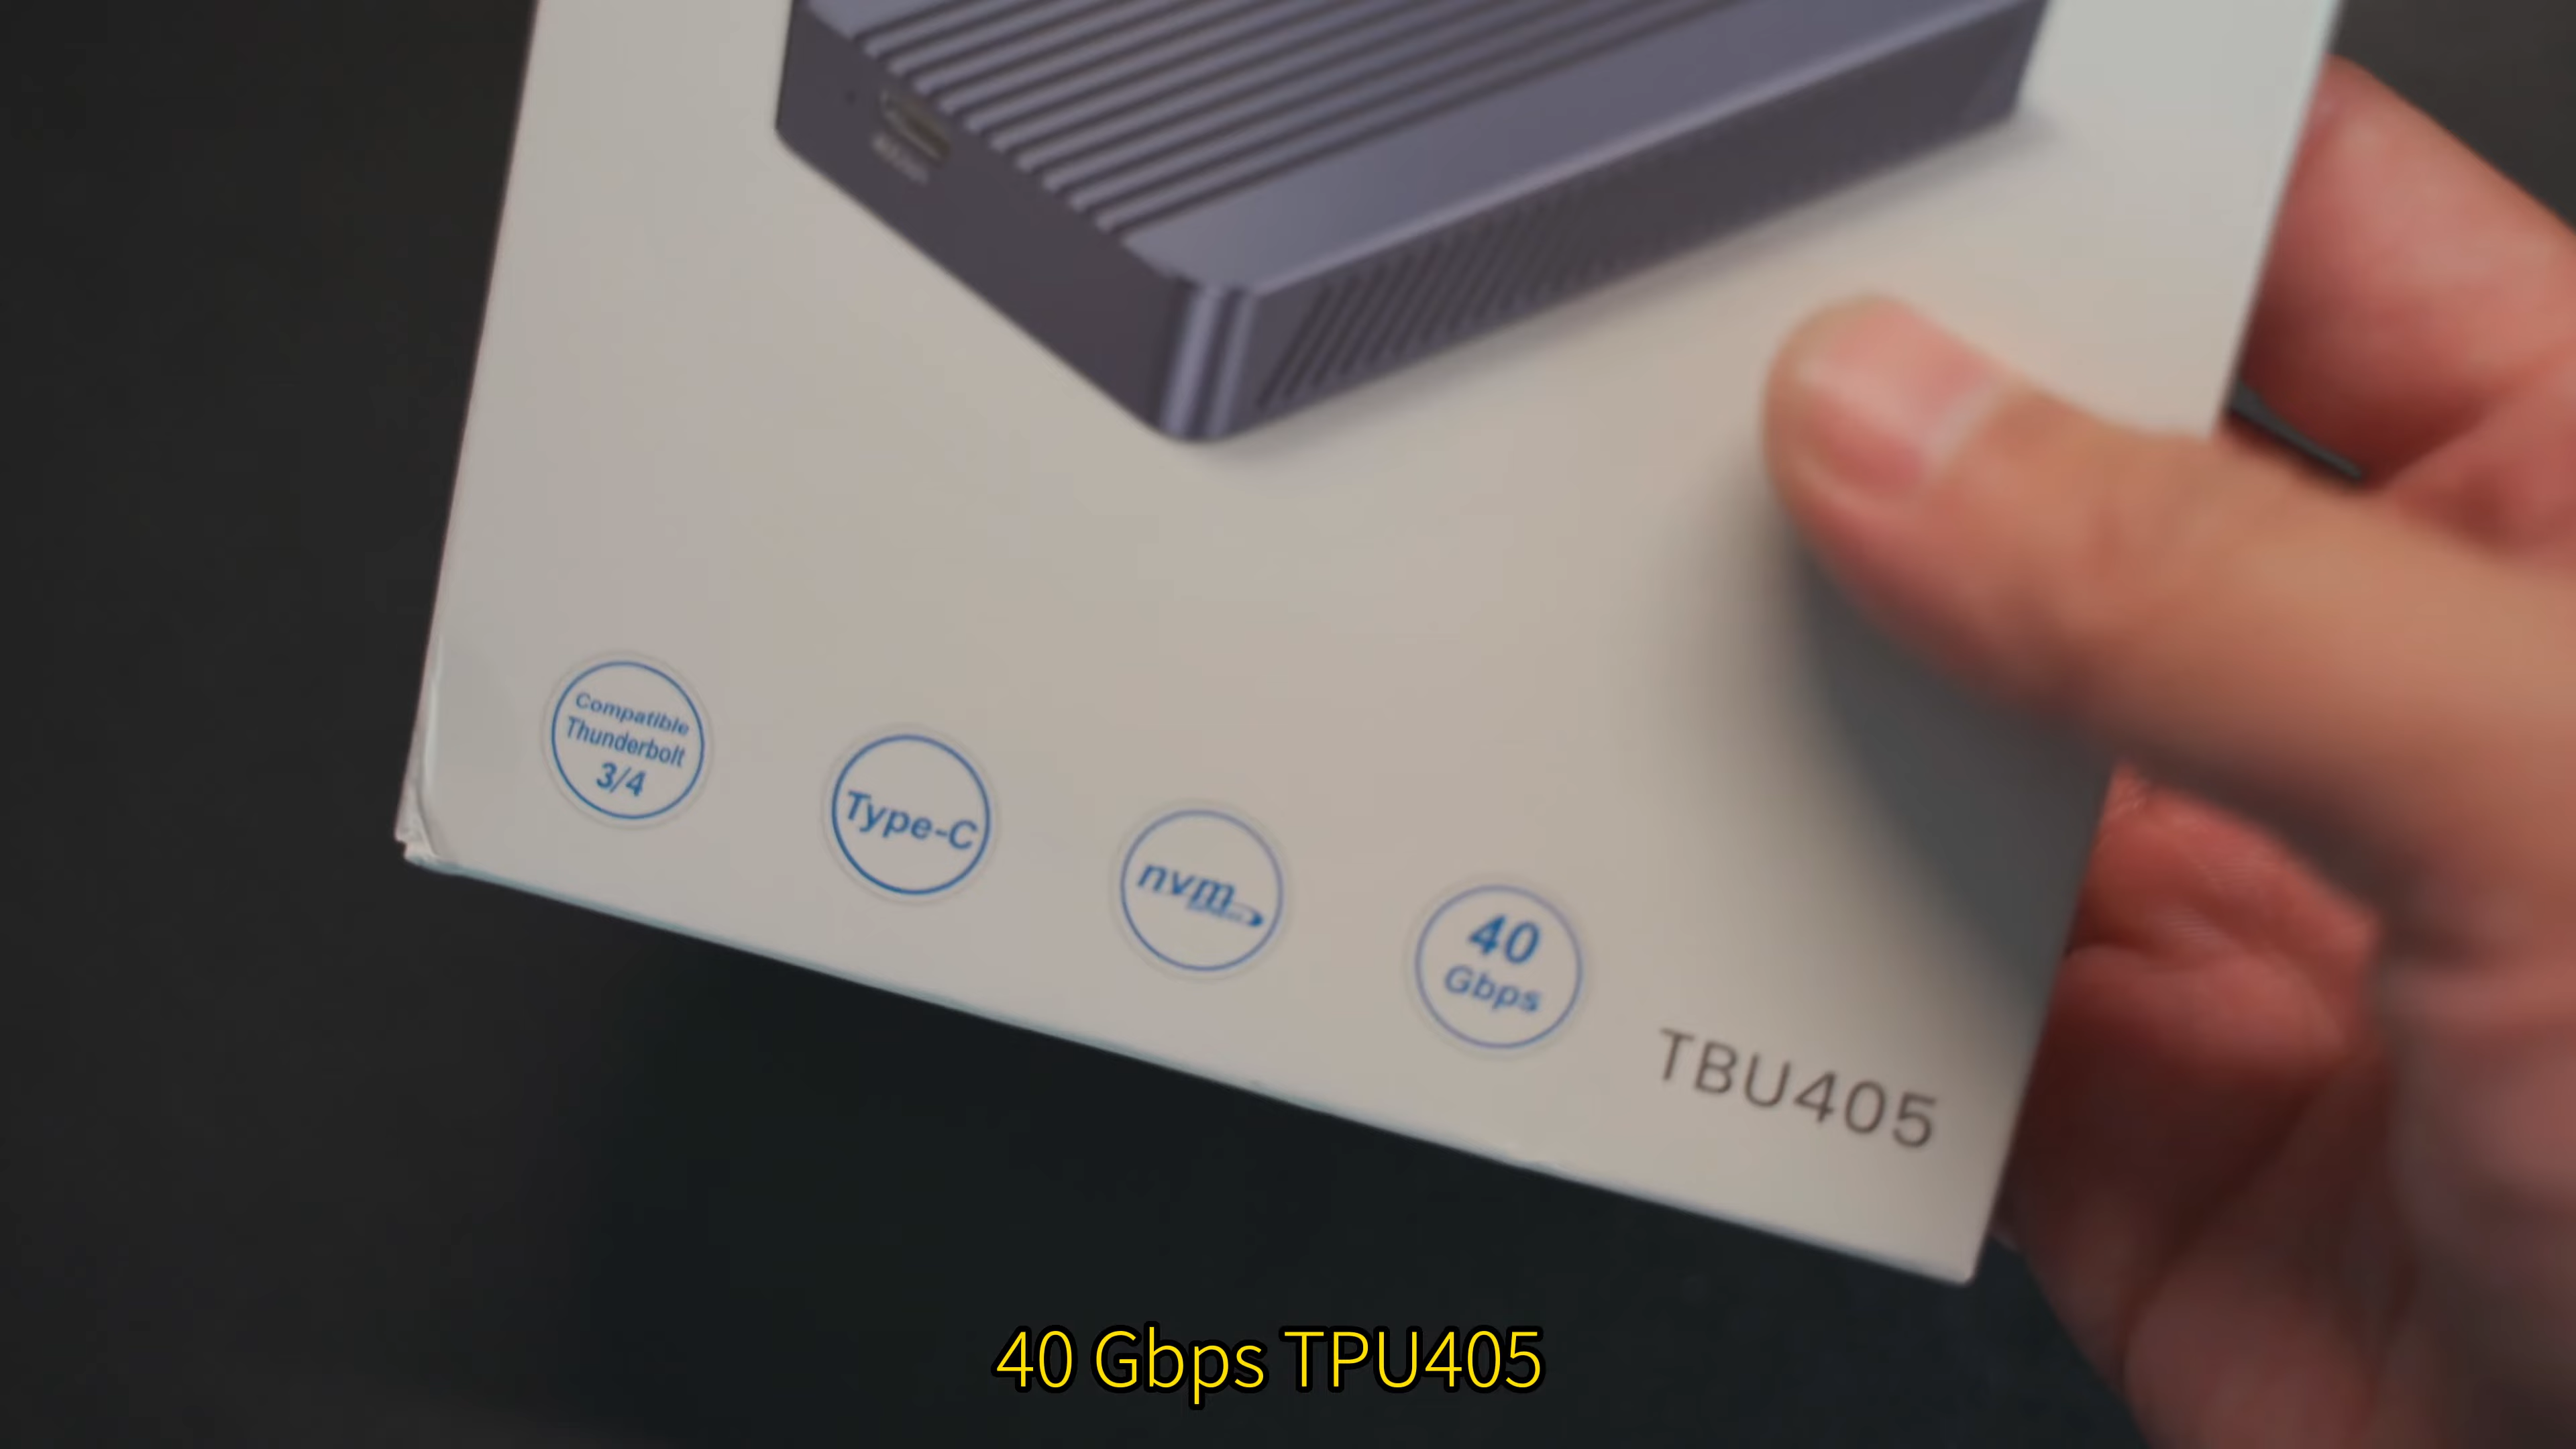 Compatible
Thunderbolt
3/4
Type-C
nvm
40
Gbps
TBU405
40 Gbps TPU405